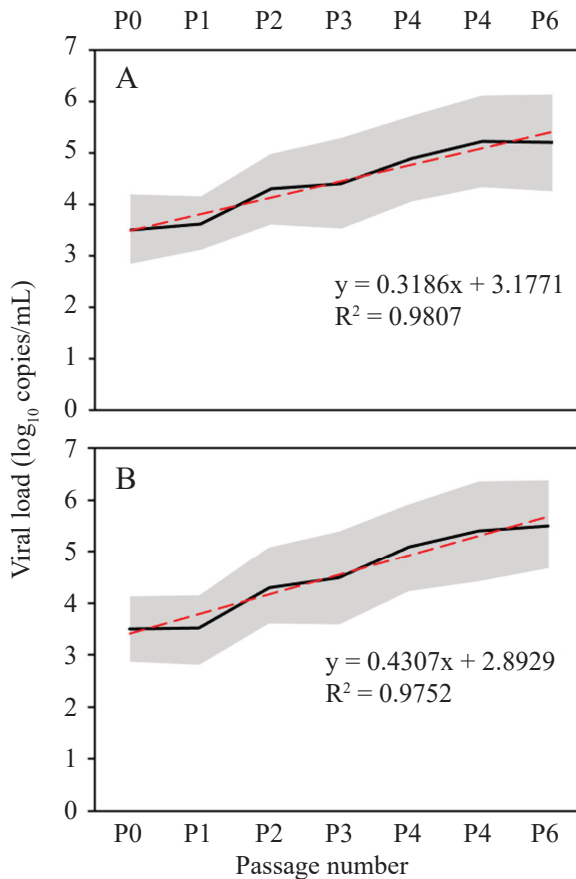 P0 P1 P2 P3 P4 P4 P6
7
A
6
5
4
3
y = 0.3186x + 3.1771
R² = 0.9807
2
1
0
Viral load (log₁₀ copies/mL)
7
B
6
5
4
3
y = 0.4307x + 2.8929
R² = 0.9752
2
1
0
P0 P1 P2 P3 P4 P4 P6
Passage number